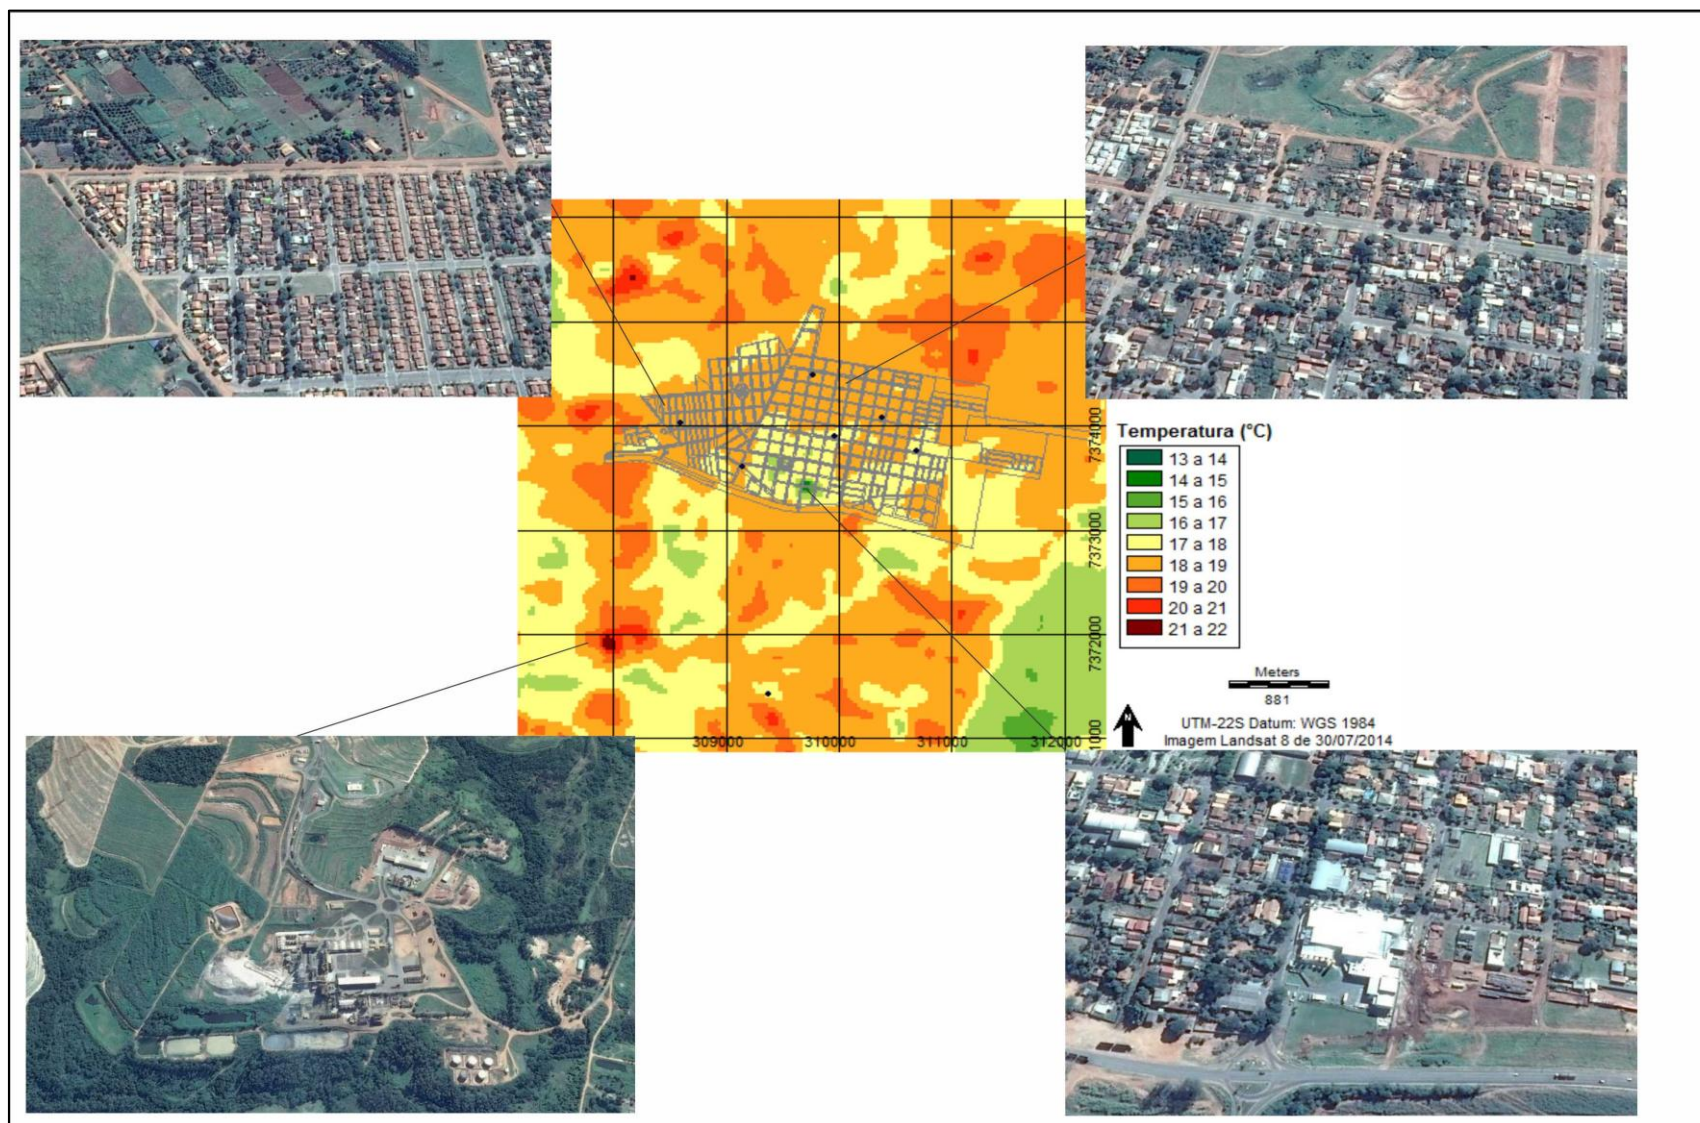 7374000
7373000
7372000
1000
309000
310000
311000
312000
Temperatura (°C)
13 a 14
14 a 15
15 a 16
16 a 17
17 a 18
18 a 19
19 a 20
20 a 21
21 a 22
Meters
881
N
UTM-22S Datum: WGS 1984
Imagem Landsat 8 de 30/07/2014